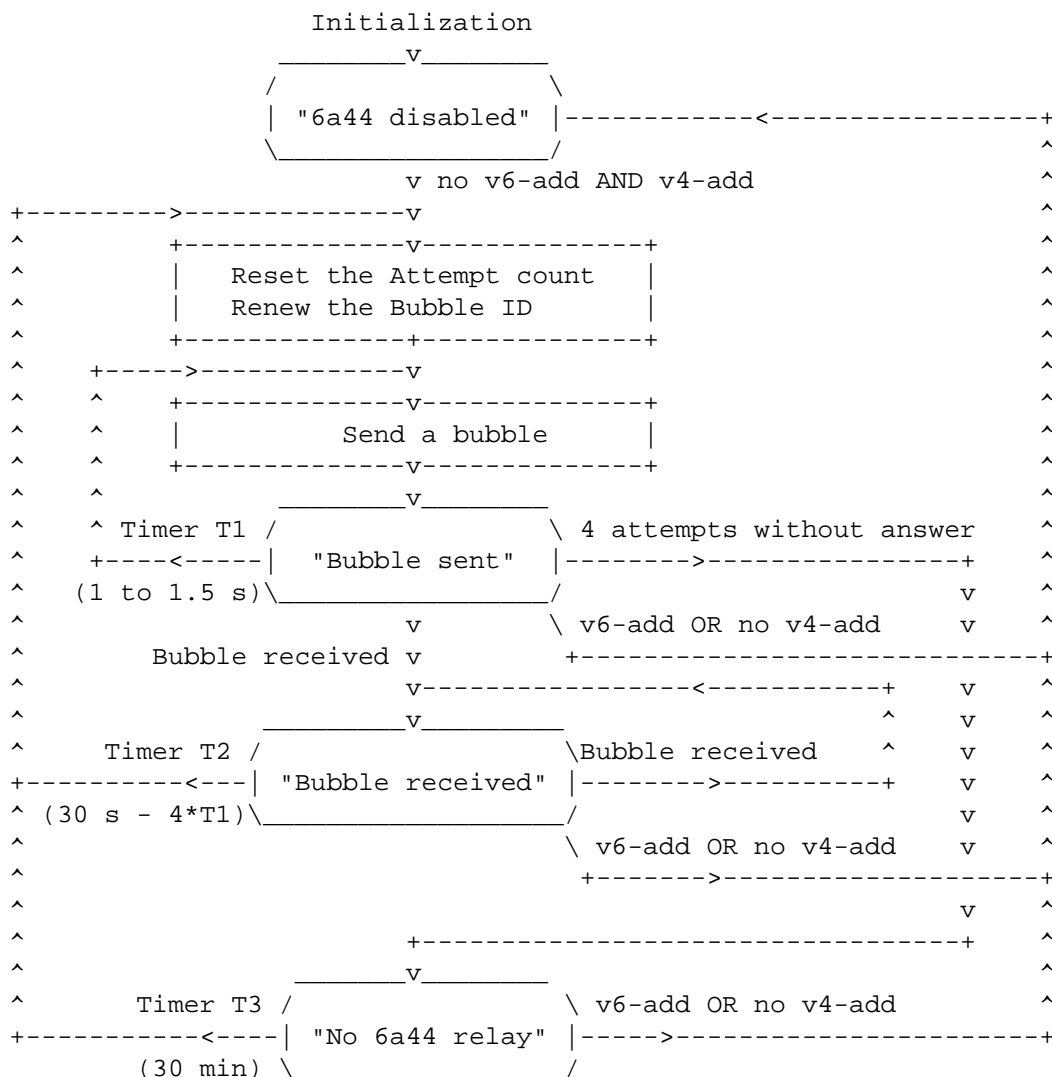 Initialization
"6a44 disabled"
no v6-add AND v4-add
Reset the Attempt count
Renew the Bubble ID
Send a bubble
Timer T1 4 attempts without answer
"Bubble sent"
(1 to 1.5 s)
v6-add OR no v4-add
Bubble received
Timer T2 Bubble received
"Bubble received"
(30 s - 4*T1)
v6-add OR no v4-add
Timer T3 v6-add OR no v4-add
"No 6a44 relay"
(30 min)